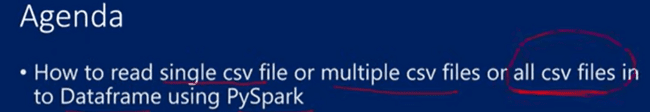 Agenda
• How to read single csv file or multiple csv files or all csv files in
to Dataframe using PySpark